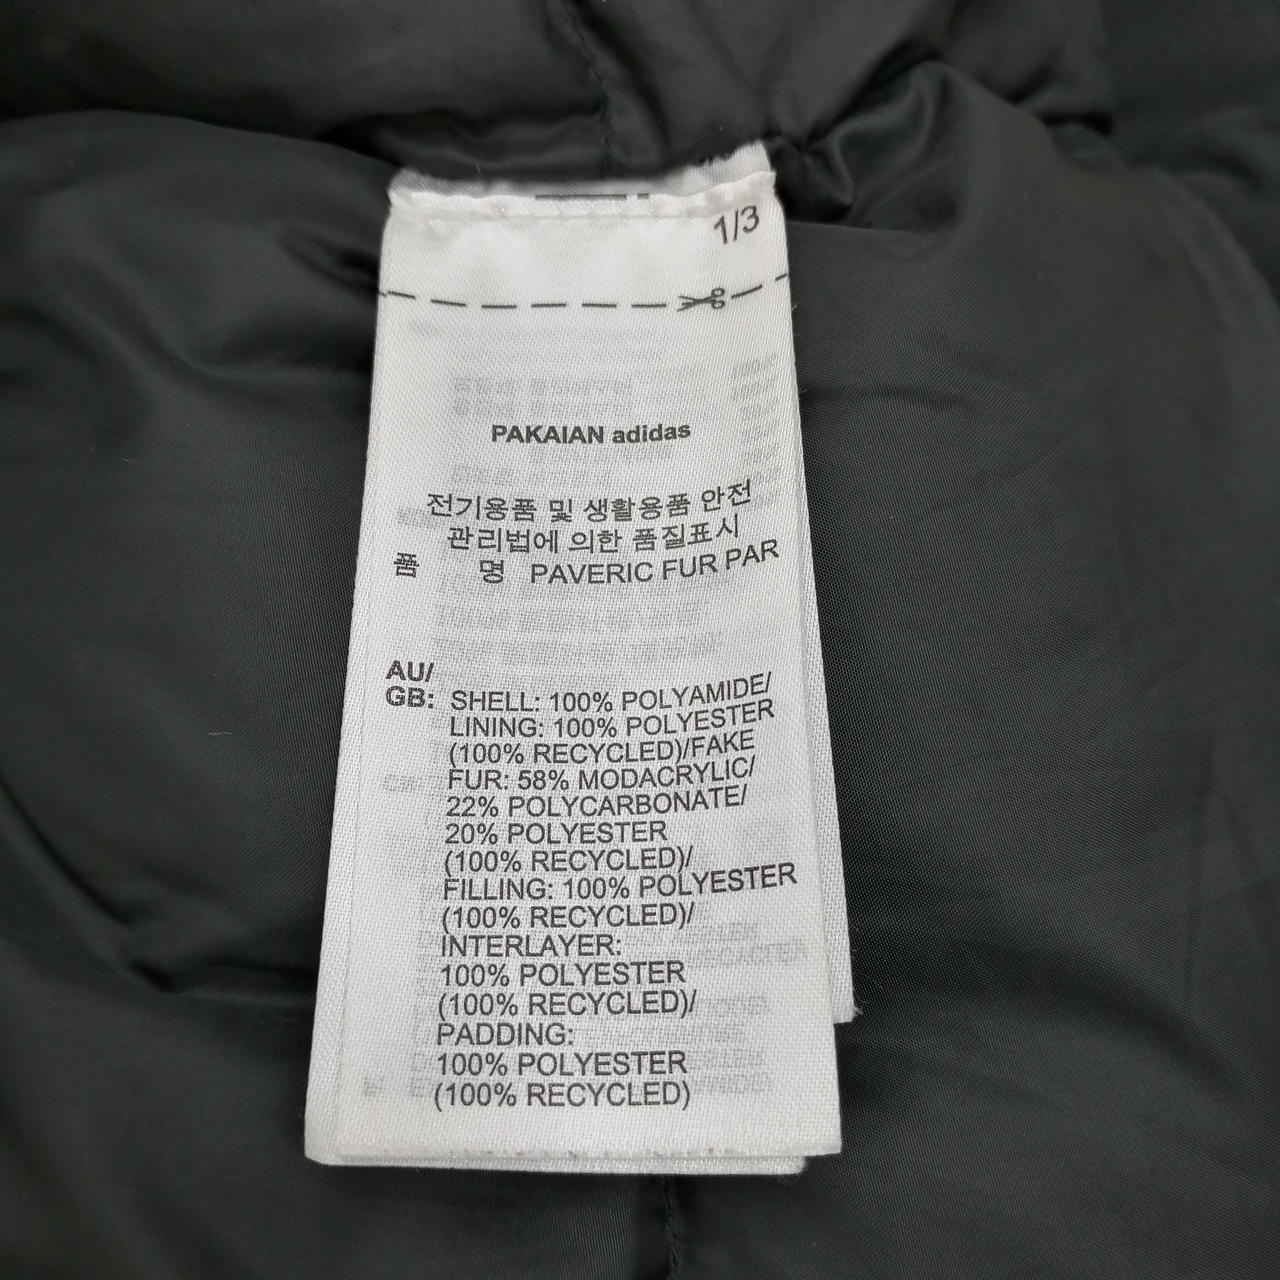 1/3
PAKAIAN adidas
전기용품 및 생활용품 안전
관리법에 의한 품질표시
품 명 PAVERIC FUR PAR
AU/
GB: SHELL: 100% POLYAMIDE/
LINING: 100% POLYESTER
(100% RECYCLED)/FAKE
FUR: 58% MODACRYLIC/
22% POLYCARBONATE/
20% POLYESTER
(100% RECYCLED)/
FILLING: 100% POLYESTER
(100% RECYCLED)/
INTERLAYER:
100% POLYESTER
(100% RECYCLED)/
PADDING:
100% POLYESTER
(100% RECYCLED)